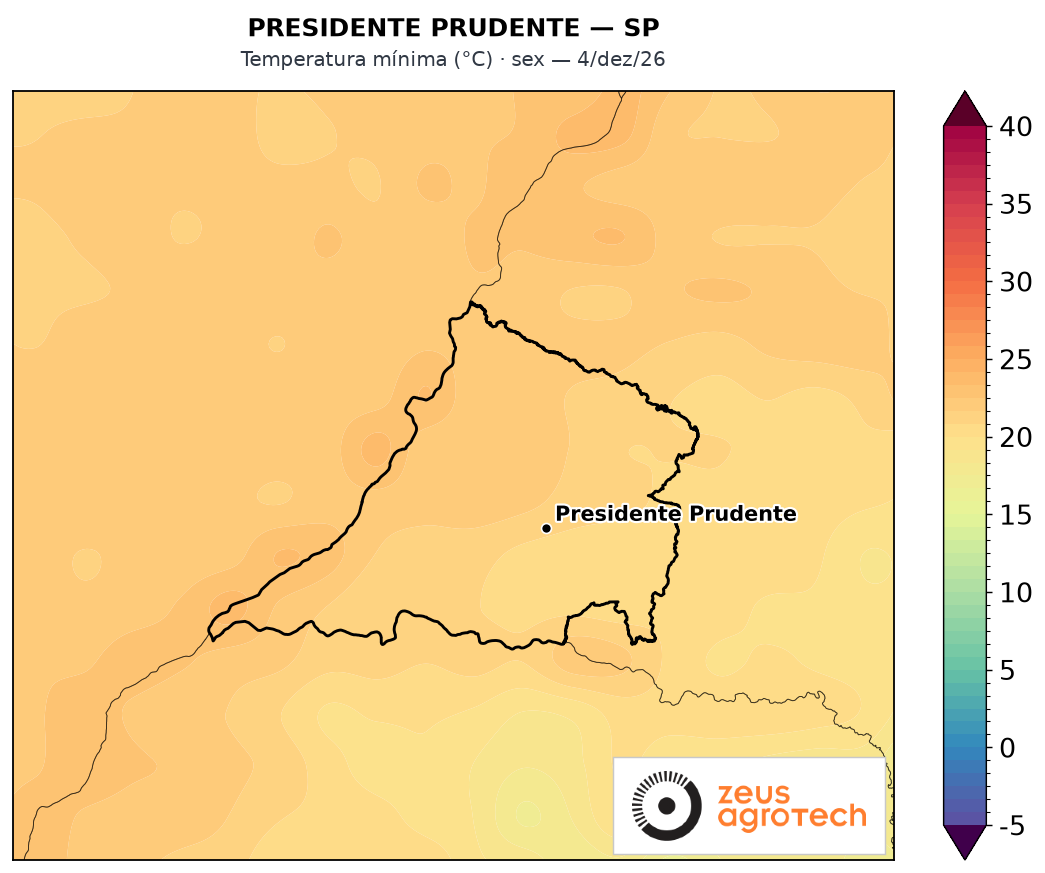 PRESIDENTE PRUDENTE — SP
Temperatura mínima (°C) · sex — 4/dez/26
40
35
30
25
20
15
10
5
0
-5
Presidente Prudente
zeus
agrotech